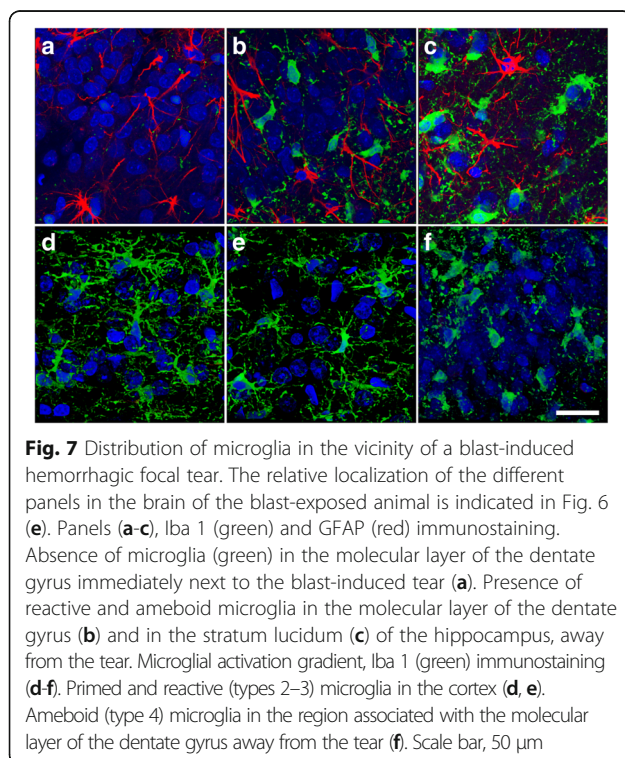 a b c
d e f
Fig. 7 Distribution of microglia in the vicinity of a blast-induced
hemorrhagic focal tear. The relative localization of the different
panels in the brain of the blast-exposed animal is indicated in Fig. 6
(e). Panels (a-c), Iba 1 (green) and GFAP (red) immunostaining.
Absence of microglia (green) in the molecular layer of the dentate
gyrus immediately next to the blast-induced tear (a). Presence of
reactive and ameboid microglia in the molecular layer of the dentate
gyrus (b) and in the stratum lucidum (c) of the hippocampus, away
from the tear. Microglial activation gradient, Iba 1 (green) immunostaining
(d-f). Primed and reactive (types 2–3) microglia in the cortex (d, e).
Ameboid (type 4) microglia in the region associated with the molecular
layer of the dentate gyrus away from the tear (f). Scale bar, 50 μm